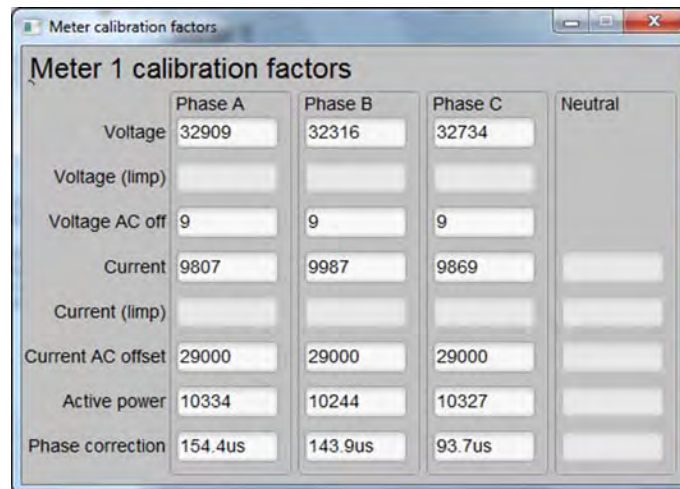 Meter calibration factors
Meter 1 calibration factors
Phase A Phase B Phase C Neutral
Voltage 32909 32316 32734
Voltage (limp)
Voltage AC off 9 9 9
Current 9807 9987 9869
Current (limp)
Current AC offset 29000 29000 29000
Active power 10334 10244 10327
Phase correction 154.4us 143.9us 93.7us